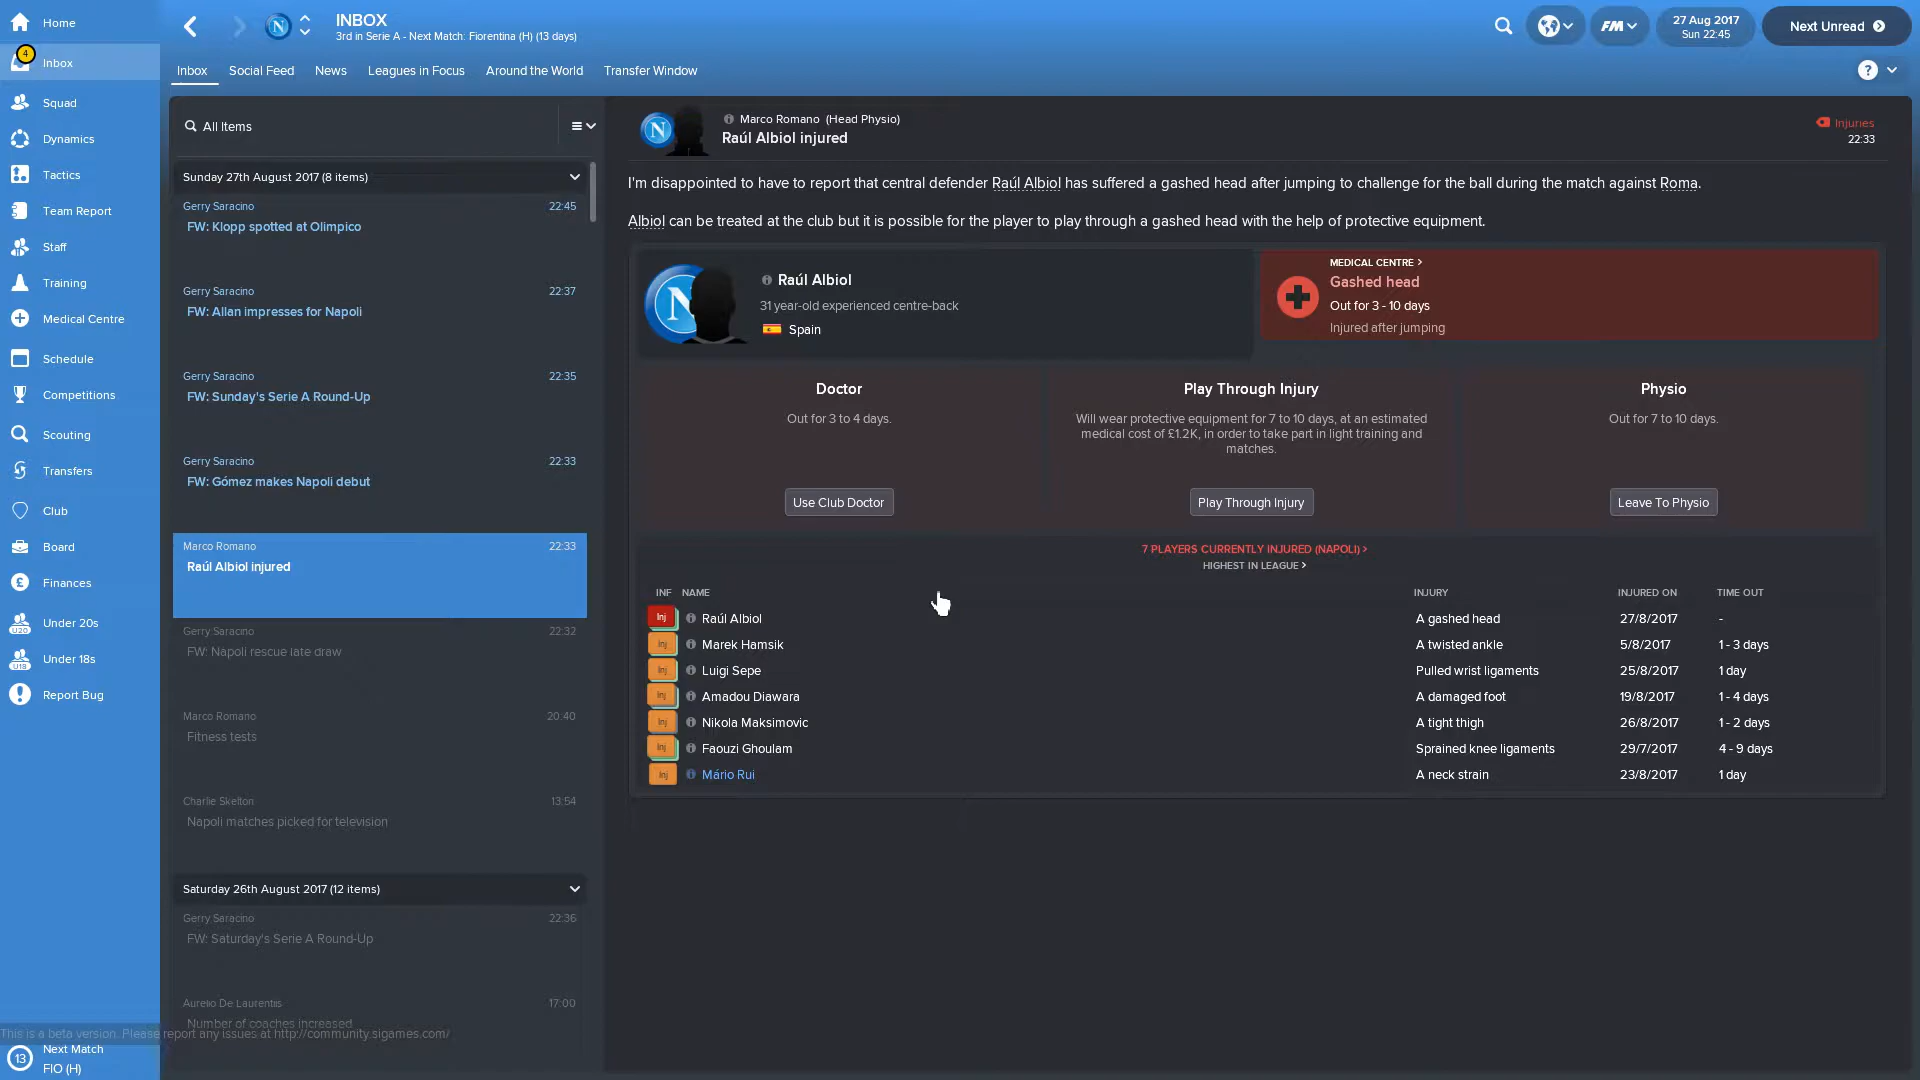 Home
4
Inbox
Squad
Dynamics
Tactics
Team Report
Staff
Training
Medical Centre
Schedule
Competitions
Scouting
Transfers
Club
Board
Finances
U20
Under 20s
U18
Under 18s
Report Bug
This is a beta version. Please report any issues at http://community.sigames.com/
13
Next Match
FIO (H)
N
INBOX
3rd in Serie A - Next Match: Fiorentina (H) (13 days)
FM
27 Aug 2017
Sun 22:45
Next Unread
Inbox
Social Feed
News
Leagues in Focus
Around the World
Transfer Window
?
All Items
Sunday 27th August 2017 (8 items)
Gerry Saracino 22:45
FW: Klopp spotted at Olimpico
Gerry Saracino 22:37
FW: Allan impresses for Napoli
Gerry Saracino 22:35
FW: Sunday's Serie A Round-Up
Gerry Saracino 22:33
FW: Gómez makes Napoli debut
Marco Romano 22:33
Raúl Albiol injured
Gerry Saracino 22:32
FW: Napoli rescue late draw
Marco Romano 20:40
Fitness tests
Charlie Skelton 13:54
Napoli matches picked for television
Saturday 26th August 2017 (12 items)
Gerry Saracino 22:36
FW: Saturday's Serie A Round-Up
Aurelio De Laurentiis 17:00
Number of coaches increased
N
Marco Romano (Head Physio)
Raúl Albiol injured
Injuries
22:33
I'm disappointed to have to report that central defender Raúl Albiol has suffered a gashed head after jumping to challenge for the ball during the match against Roma.
Albiol can be treated at the club but it is possible for the player to play through a gashed head with the help of protective equipment.
N
Raúl Albiol
31 year-old experienced centre-back
Spain
MEDICAL CENTRE >
Gashed head
Out for 3 - 10 days
Injured after jumping
Doctor
Out for 3 to 4 days.
Use Club Doctor
Play Through Injury
Will wear protective equipment for 7 to 10 days, at an estimated
medical cost of £1.2K, in order to take part in light training and
matches.
Play Through Injury
Physio
Out for 7 to 10 days.
Leave To Physio
7 PLAYERS CURRENTLY INJURED (NAPOLI) >
HIGHEST IN LEAGUE >
INF NAME INJURY INJURED ON TIME OUT
Inj Raúl Albiol A gashed head 27/8/2017 -
Inj Marek Hamsik A twisted ankle 5/8/2017 1 - 3 days
Inj Luigi Sepe Pulled wrist ligaments 25/8/2017 1 day
Inj Amadou Diawara A damaged foot 19/8/2017 1 - 4 days
Inj Nikola Maksimovic A tight thigh 26/8/2017 1 - 2 days
Inj Faouzi Ghoulam Sprained knee ligaments 29/7/2017 4 - 9 days
Inj Mário Rui A neck strain 23/8/2017 1 day